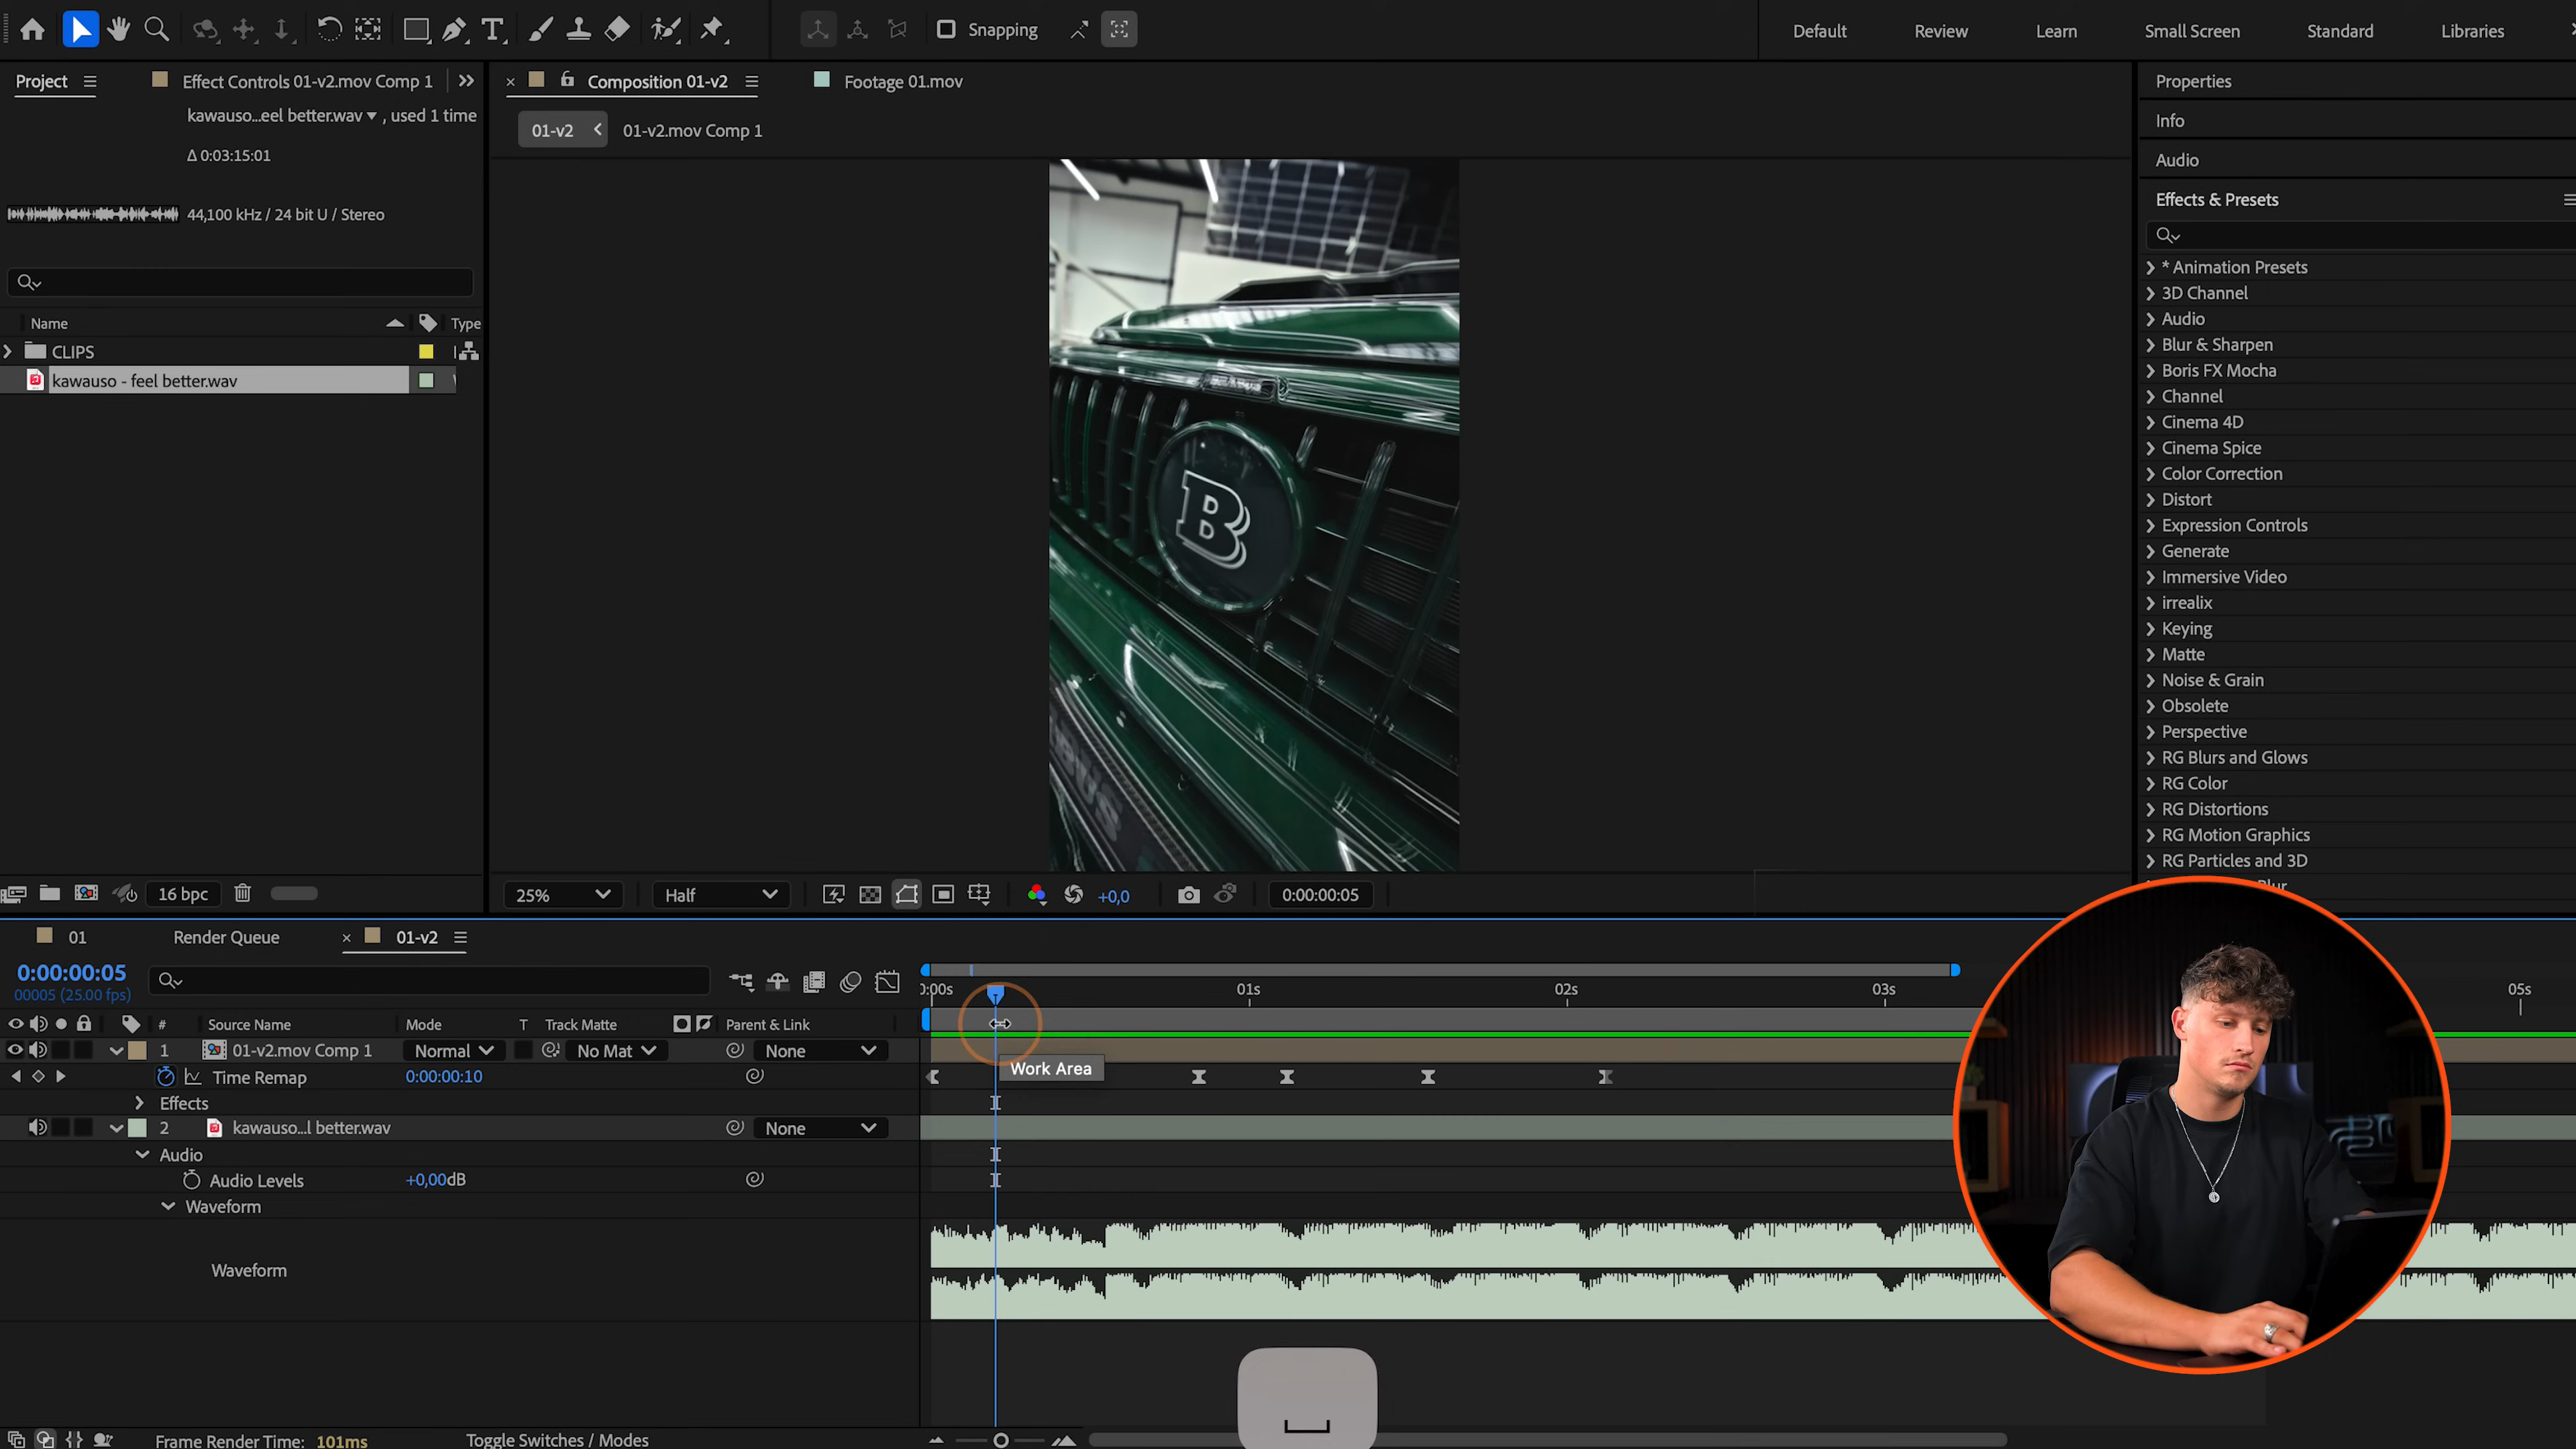 Snapping
Default
Review
Learn
Small Screen
Standard
Libraries
Project
Effect Controls 01-v2.mov Comp 1
kawauso...eel better.wav , used 1 time
Δ 0:03:15:01
44,100 kHz / 24 bit U / Stereo
Name
Type
CLIPS
kawauso - feel better.wav
16 bpc
Composition 01-v2
Footage 01.mov
01-v2
01-v2.mov Comp 1
B
25%
Half
+0,0
0:00:00:05
Properties
Info
Audio
Effects & Presets
* Animation Presets
3D Channel
Audio
Blur & Sharpen
Boris FX Mocha
Channel
Cinema 4D
Cinema Spice
Color Correction
Distort
Expression Controls
Generate
Immersive Video
irrealix
Keying
Matte
Noise & Grain
Obsolete
Perspective
RG Blurs and Glows
RG Color
RG Distortions
RG Motion Graphics
RG Particles and 3D
01
Render Queue
01-v2
0:00:00:05
00005 (25.00 fps)
0:00s
01s
02s
03s
05s
#
Source Name
Mode
T
Track Matte
Parent & Link
1
01-v2.mov Comp 1
Normal
No Mat
None
Time Remap
0:00:00:10
Work Area
Effects
2
kawauso...l better.wav
None
Audio
Audio Levels
+0,00dB
Waveform
Waveform
Frame Render Time: 101ms
Toggle Switches / Modes